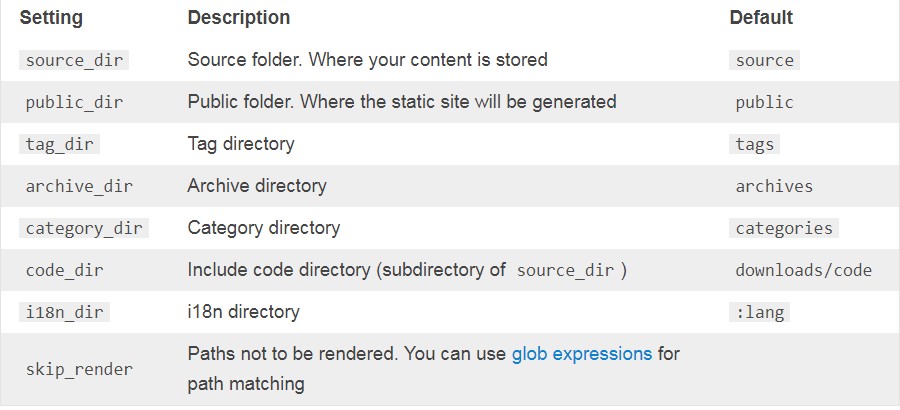 Setting Description Default
source_dir Source folder. Where your content is stored source
public_dir Public folder. Where the static site will be generated public
tag_dir Tag directory tags
archive_dir Archive directory archives
category_dir Category directory categories
code_dir Include code directory (subdirectory of source_dir ) downloads/code
i18n_dir i18n directory :lang
skip_render Paths not to be rendered. You can use glob expressions for
path matching